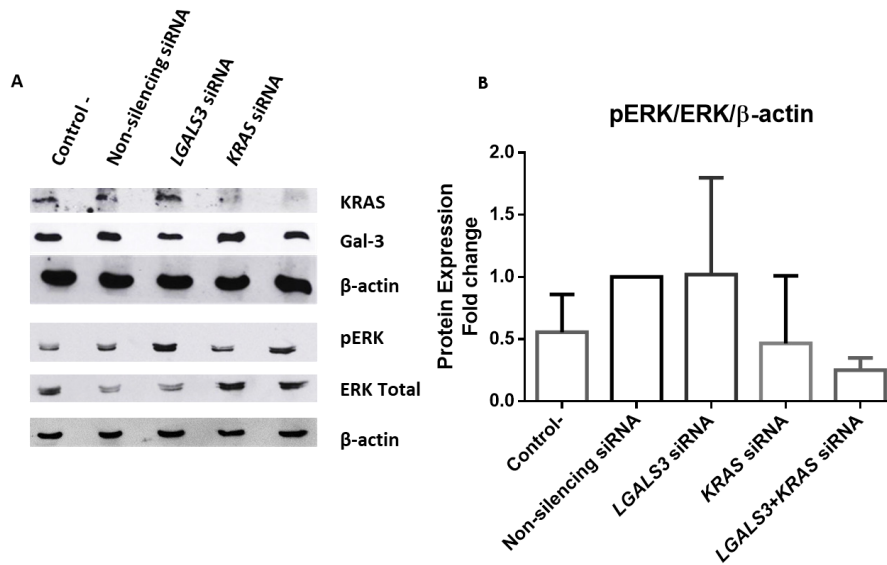 A
Control -
Non-silencing siRNA
LGALS3 siRNA
KRAS siRNA
KRAS
Gal-3
β-actin
pERK
ERK Total
β-actin
B
pERK/ERK/β-actin
Protein Expression
Fold change
2.0
1.5
1.0
0.5
0.0
Control-
Non-silencing siRNA
LGALS3 siRNA
KRAS siRNA
LGALS3+KRAS siRNA